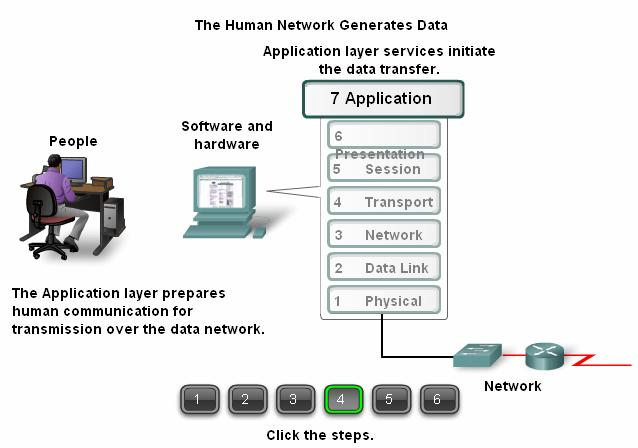 The Human Network Generates Data
Application layer services initiate
the data transfer.
7 Application
People
Software and
hardware
6
Presentation
5 Session
4 Transport
3 Network
2 Data Link
1 Physical
The Application layer prepares
human communication for
transmission over the data network.
Network
1 2 3 4 5 6
Click the steps.